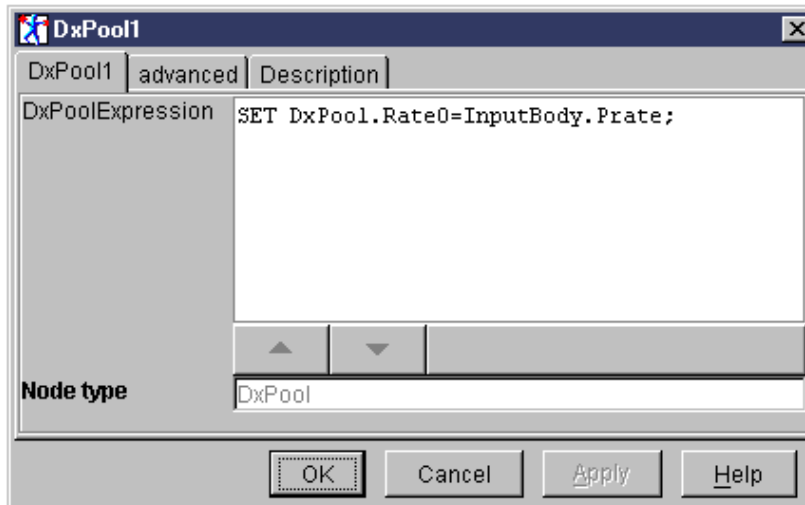 DxPool1
DxPool1 advanced Description
DxPoolExpression SET DxPool.Rate0=InputBody.Prate;
Node type DxPool
OK Cancel Apply Help